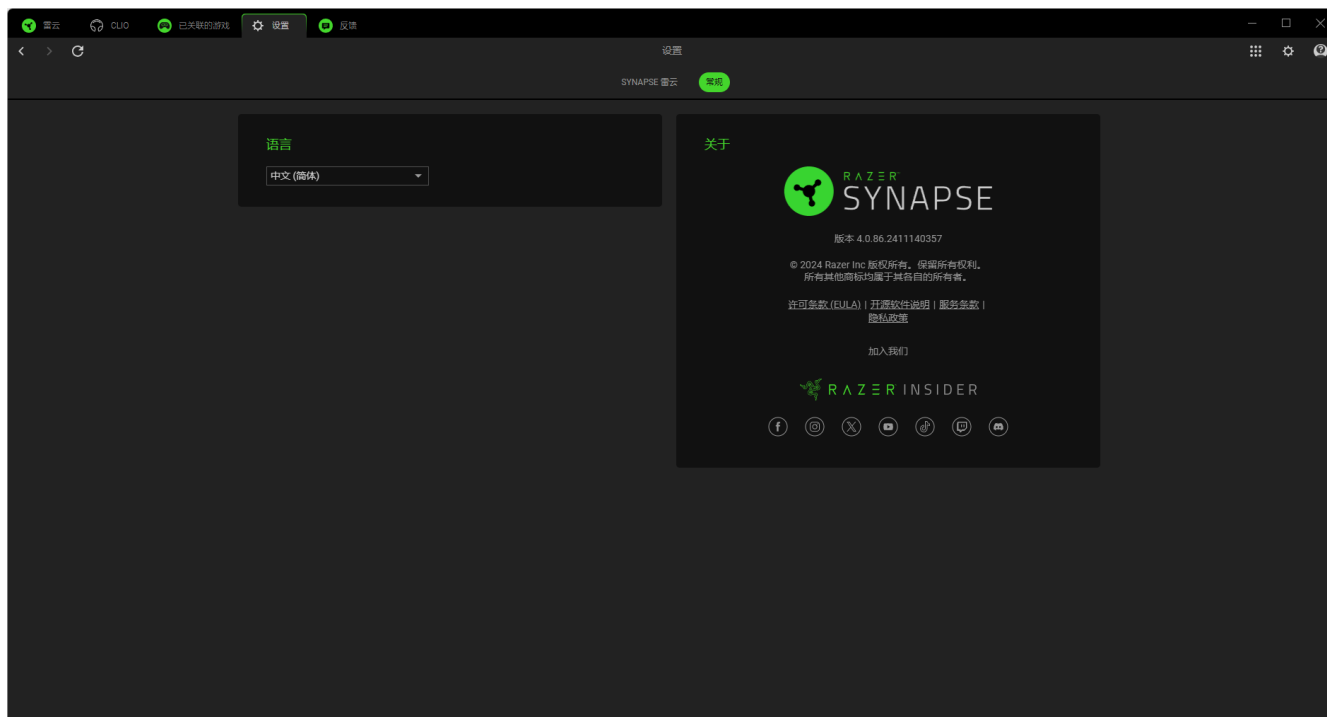 雷云 CLIO 已关联的游戏 设置 反馈
设置
SYNAPSE 雷云 常规
语言
中文 (简体)
关于
RAZER™
SYNAPSE
版本 4.0.86.2411140357
© 2024 Razer Inc 版权所有。保留所有权利。
所有其他商标均属于其各自的所有者。
许可条款 (EULA) | 开源软件说明 | 服务条款 |
隐私政策
加入我们
RAZER INSIDER